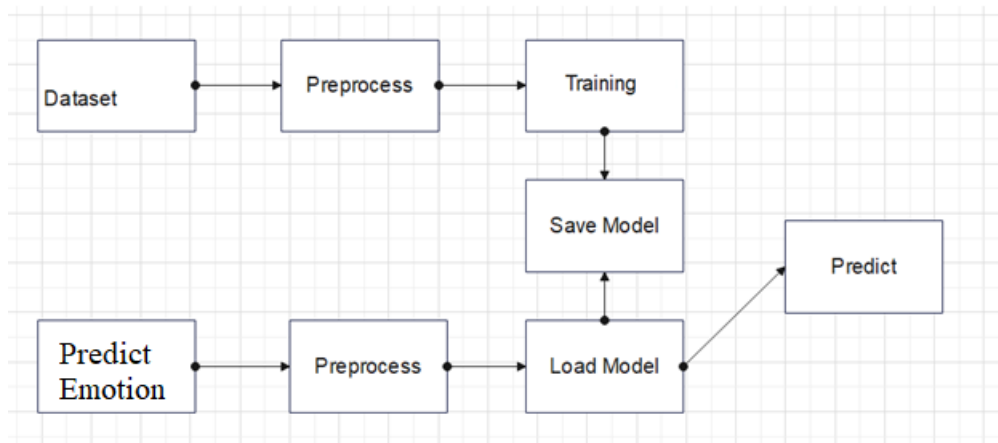 Dataset
Preprocess
Training
Save Model
Predict
Predict
Emotion
Preprocess
Load Model